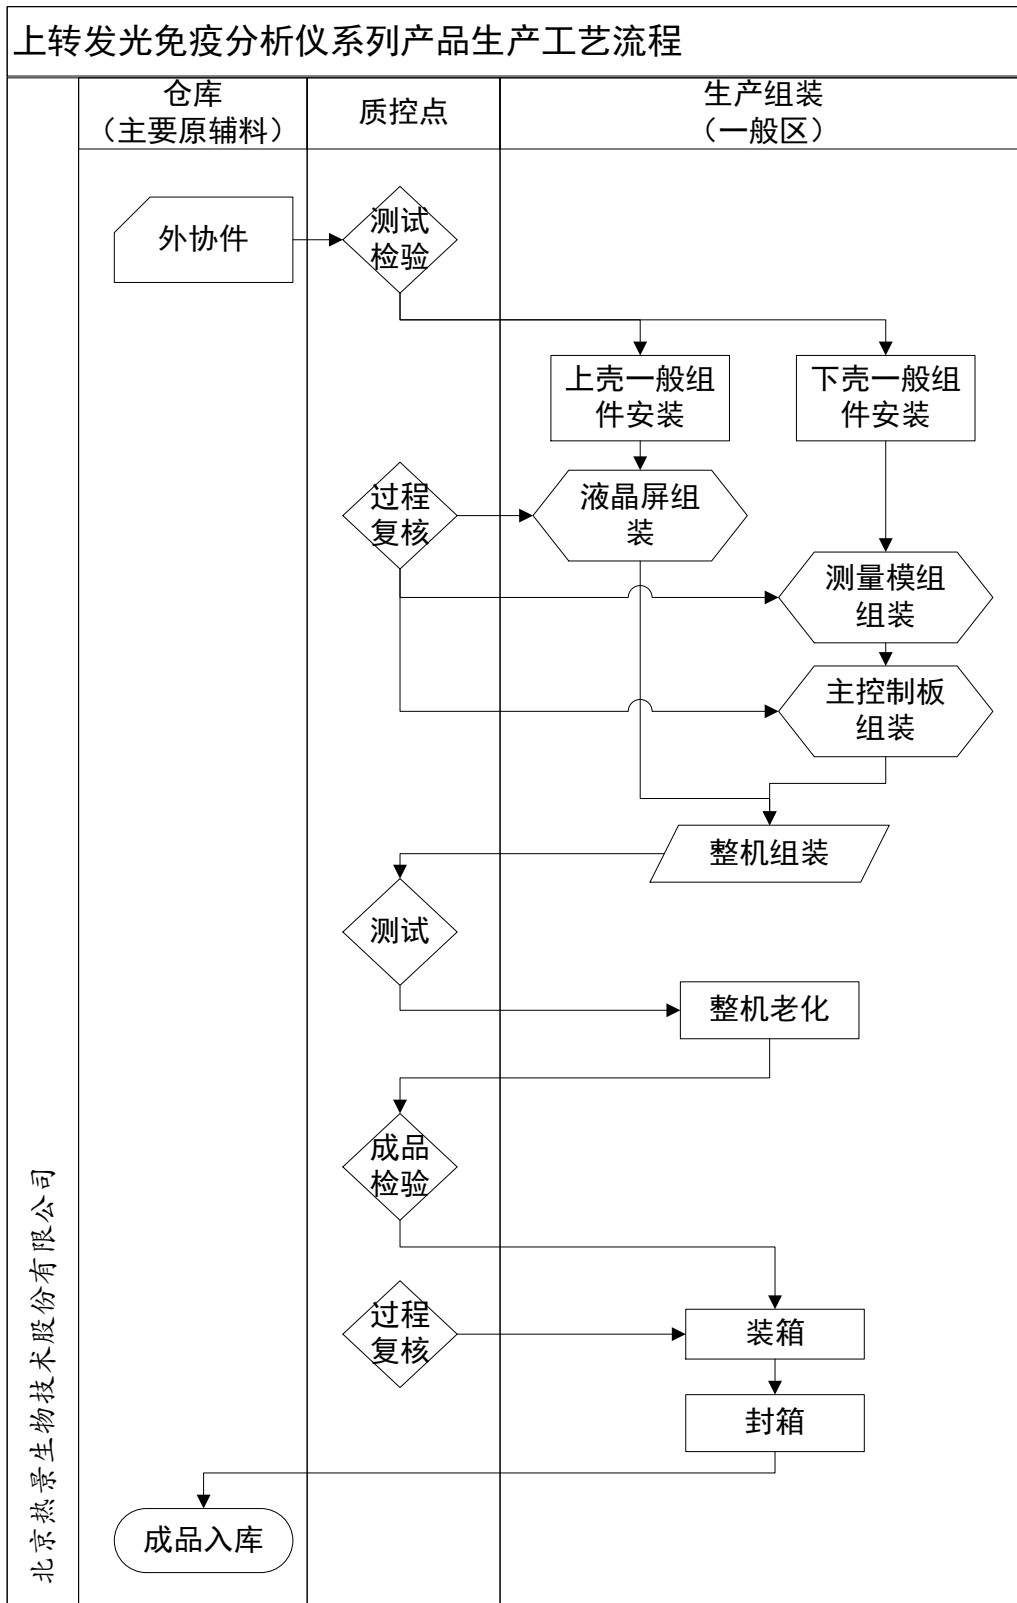 上转发光免疫分析仪系列产品生产工艺流程
仓库
（主要原辅料）
质控点
生产组装
（一般区）
外协件
测试
检验
上壳一般组
件安装
下壳一般组
件安装
过程
复核
液晶屏组
装
测量模组
组装
主控制板
组装
整机组装
测试
整机老化
成品
检验
过程
复核
装箱
封箱
成品入库
北京热景生物技术股份有限公司